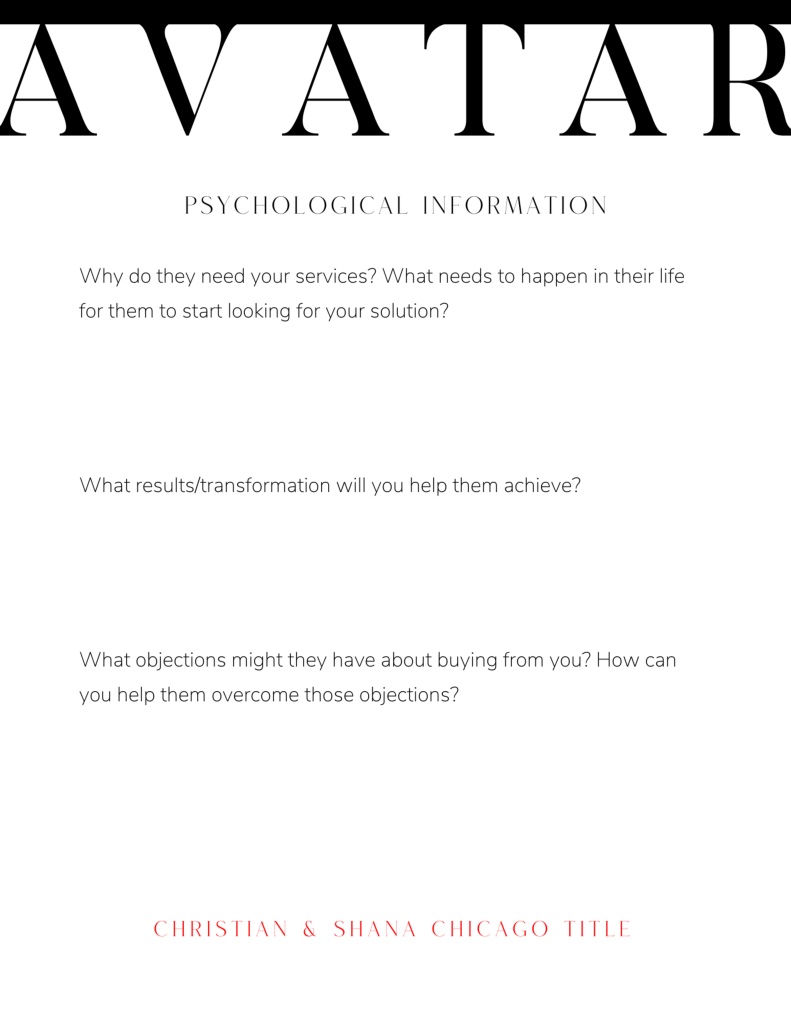 AVATAR
PSYCHOLOGICAL INFORMATION
Why do they need your services? What needs to happen in their life
for them to start looking for your solution?
What results/transformation will you help them achieve?
What objections might they have about buying from you? How can
you help them overcome those objections?
CHRISTIAN & SHANA CHICAGO TITLE